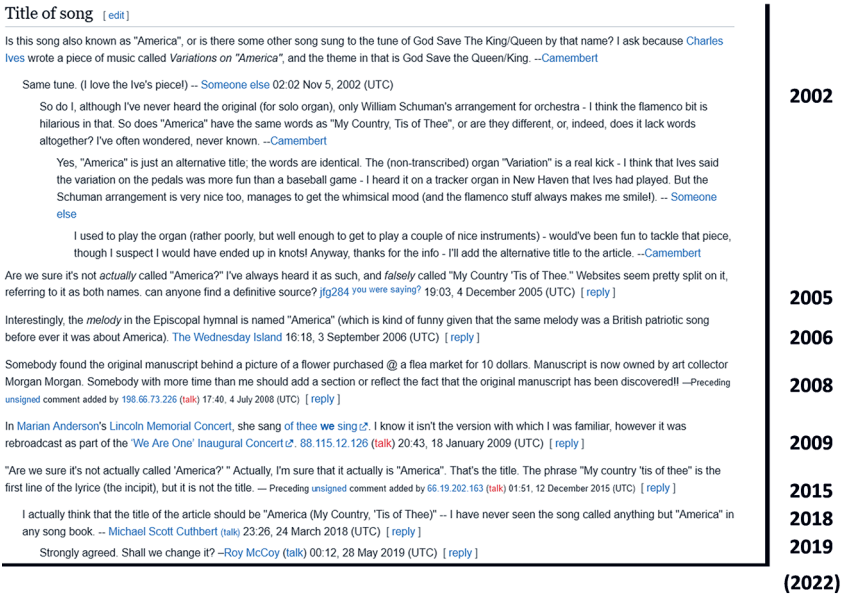 Title of song [ edit ]
Is this song also known as "America", or is there some other song sung to the tune of God Save The King/Queen by that name? I ask because Charles
Ives wrote a piece of music called Variations on "America", and the theme in that is God Save the Queen/King. --Camembert
Same tune. (I love the Ive's piece!) -- Someone else 02:02 Nov 5, 2002 (UTC)
2002
So do I, although I've never heard the original (for solo organ), only William Schuman's arrangement for orchestra - I think the flamenco bit is
hilarious in that. So does "America" have the same words as "My Country, Tis of Thee", or are they different, or, indeed, does it lack words
altogether? I've often wondered, never known. --Camembert
Yes, "America" is just an alternative title; the words are identical. The (non-transcribed) organ "Variation" is a real kick - I think that Ives said
the variation on the pedals was more fun than a baseball game - I heard it on a tracker organ in New Haven that Ives had played. But the
Schuman arrangement is very nice too, manages to get the whimsical mood (and the flamenco stuff always makes me smile!). -- Someone
else
I used to play the organ (rather poorly, but well enough to get to play a couple of nice instruments) - would've been fun to tackle that piece,
though I suspect I would have ended up in knots! Anyway, thanks for the info - I'll add the alternative title to the article. --Camembert
Are we sure it's not actually called "America?" I've always heard it as such, and falsely called "My Country 'Tis of Thee." Websites seem pretty split on it,
referring to it as both names. can anyone find a definitive source? jfg284 you were saying? 19:03, 4 December 2005 (UTC) [ reply ]
2005
Interestingly, the melody in the Episcopal hymnal is named "America" (which is kind of funny given that the same melody was a British patriotic song
before ever it was about America). The Wednesday Island 16:18, 3 September 2006 (UTC) [ reply ]
2006
Somebody found the original manuscript behind a picture of a flower purchased @ a flea market for 10 dollars. Manuscript is now owned by art collector
Morgan Morgan. Somebody with more time than me should add a section or reflect the fact that the original manuscript has been discovered!! —Preceding
unsigned comment added by 198.66.73.226 (talk) 17:40, 4 July 2008 (UTC) [ reply ]
2008
In Marian Anderson's Lincoln Memorial Concert, she sang of thee we sing. I know it isn't the version with which I was familiar, however it was
rebroadcast as part of the 'We Are One' Inaugural Concert. 88.115.12.126 (talk) 20:43, 18 January 2009 (UTC) [ reply ]
2009
"Are we sure it's not actually called 'America?' " Actually, I'm sure that it actually is "America". That's the title. The phrase "My country 'tis of thee" is the
first line of the lyrice (the incipit), but it is not the title. — Preceding unsigned comment added by 66.19.202.163 (talk) 01:51, 12 December 2015 (UTC) [ reply ]
2015
I actually think that the title of the article should be "America (My Country, 'Tis of Thee)" -- I have never seen the song called anything but "America" in
any song book. -- Michael Scott Cuthbert (talk) 23:26, 24 March 2018 (UTC) [ reply ]
2018
Strongly agreed. Shall we change it? –Roy McCoy (talk) 00:12, 28 May 2019 (UTC) [ reply ]
2019
(2022)